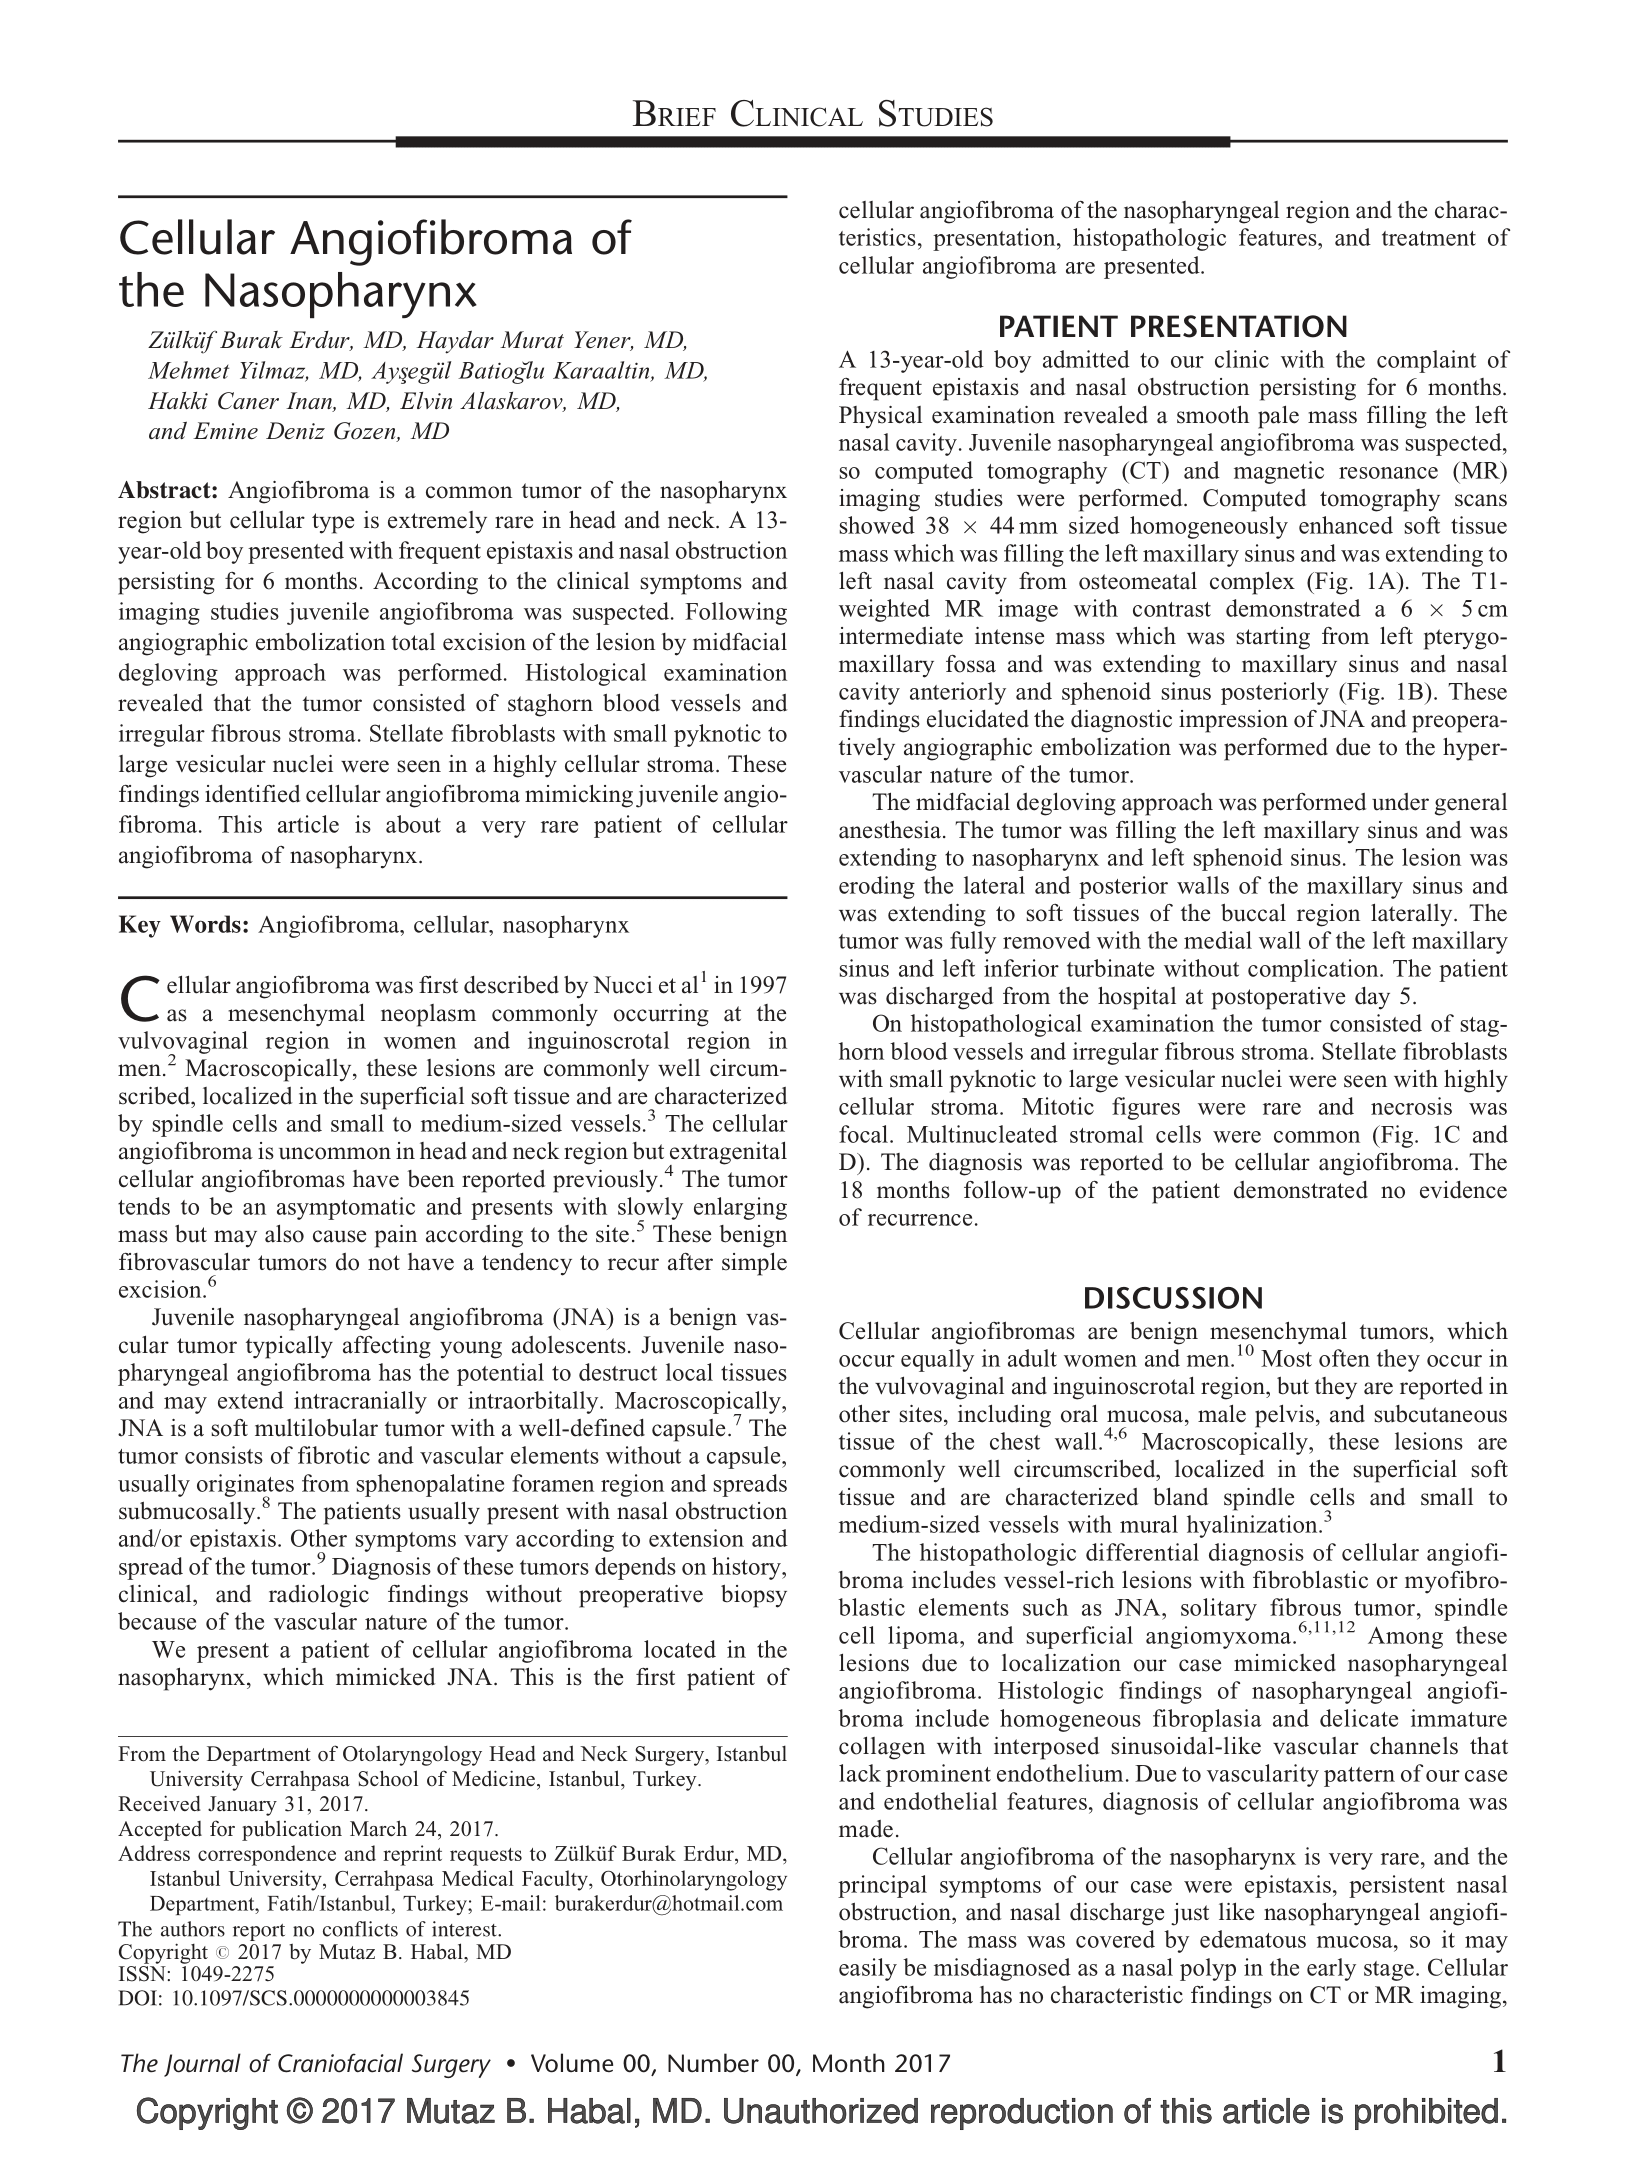 BRIEF CLINICAL STUDIES
Cellular Angiofibroma of
the Nasopharynx
Zülküf Burak Erdur, MD, Haydar Murat Yener, MD,
Mehmet Yilmaz, MD, Ayşegül Batioğlu Karaaltin, MD,
Hakki Caner Inan, MD, Elvin Alaskarov, MD,
and Emine Deniz Gozen, MD
Abstract: Angiofibroma is a common tumor of the nasopharynx
region but cellular type is extremely rare in head and neck. A 13-
year-old boy presented with frequent epistaxis and nasal obstruction
persisting for 6 months. According to the clinical symptoms and
imaging studies juvenile angiofibroma was suspected. Following
angiographic embolization total excision of the lesion by midfacial
degloving approach was performed. Histological examination
revealed that the tumor consisted of staghorn blood vessels and
irregular fibrous stroma. Stellate fibroblasts with small pyknotic to
large vesicular nuclei were seen in a highly cellular stroma. These
findings identified cellular angiofibroma mimicking juvenile angio-
fibroma. This article is about a very rare patient of cellular
angiofibroma of nasopharynx.
Key Words: Angiofibroma, cellular, nasopharynx
Cellular angiofibroma was first described by Nucci et al1 in 1997
as a mesenchymal neoplasm commonly occurring at the
vulvovaginal region in women and inguinoscrotal region in
men.2 Macroscopically, these lesions are commonly well circum-
scribed, localized in the superficial soft tissue and are characterized
by spindle cells and small to medium-sized vessels.3 The cellular
angiofibroma is uncommon in head and neck region but extragenital
cellular angiofibromas have been reported previously.4 The tumor
tends to be an asymptomatic and presents with slowly enlarging
mass but may also cause pain according to the site.5 These benign
fibrovascular tumors do not have a tendency to recur after simple
excision.6
Juvenile nasopharyngeal angiofibroma (JNA) is a benign vas-
cular tumor typically affecting young adolescents. Juvenile naso-
pharyngeal angiofibroma has the potential to destruct local tissues
and may extend intracranially or intraorbitally. Macroscopically,
JNA is a soft multilobular tumor with a well-defined capsule.7 The
tumor consists of fibrotic and vascular elements without a capsule,
usually originates from sphenopalatine foramen region and spreads
submucosally.8 The patients usually present with nasal obstruction
and/or epistaxis. Other symptoms vary according to extension and
spread of the tumor.9 Diagnosis of these tumors depends on history,
clinical, and radiologic findings without preoperative biopsy
because of the vascular nature of the tumor.
We present a patient of cellular angiofibroma located in the
nasopharynx, which mimicked JNA. This is the first patient of
From the Department of Otolaryngology Head and Neck Surgery, Istanbul
University Cerrahpasa School of Medicine, Istanbul, Turkey.
Received January 31, 2017.
Accepted for publication March 24, 2017.
Address correspondence and reprint requests to Zülküf Burak Erdur, MD,
Istanbul University, Cerrahpasa Medical Faculty, Otorhinolaryngology
Department, Fatih/Istanbul, Turkey; E-mail: burakerdur@hotmail.com
The authors report no conflicts of interest.
Copyright © 2017 by Mutaz B. Habal, MD
ISSN: 1049-2275
DOI: 10.1097/SCS.0000000000003845
cellular angiofibroma of the nasopharyngeal region and the charac-
teristics, presentation, histopathologic features, and treatment of
cellular angiofibroma are presented.
PATIENT PRESENTATION
A 13-year-old boy admitted to our clinic with the complaint of
frequent epistaxis and nasal obstruction persisting for 6 months.
Physical examination revealed a smooth pale mass filling the left
nasal cavity. Juvenile nasopharyngeal angiofibroma was suspected,
so computed tomography (CT) and magnetic resonance (MR)
imaging studies were performed. Computed tomography scans
showed 38 × 44 mm sized homogeneously enhanced soft tissue
mass which was filling the left maxillary sinus and was extending to
left nasal cavity from osteomeatal complex (Fig. 1A). The T1-
weighted MR image with contrast demonstrated a 6 × 5 cm
intermediate intense mass which was starting from left pterygo-
maxillary fossa and was extending to maxillary sinus and nasal
cavity anteriorly and sphenoid sinus posteriorly (Fig. 1B). These
findings elucidated the diagnostic impression of JNA and preopera-
tively angiographic embolization was performed due to the hyper-
vascular nature of the tumor.
The midfacial degloving approach was performed under general
anesthesia. The tumor was filling the left maxillary sinus and was
extending to nasopharynx and left sphenoid sinus. The lesion was
eroding the lateral and posterior walls of the maxillary sinus and
was extending to soft tissues of the buccal region laterally. The
tumor was fully removed with the medial wall of the left maxillary
sinus and left inferior turbinate without complication. The patient
was discharged from the hospital at postoperative day 5.
On histopathological examination the tumor consisted of stag-
horn blood vessels and irregular fibrous stroma. Stellate fibroblasts
with small pyknotic to large vesicular nuclei were seen with highly
cellular stroma. Mitotic figures were rare and necrosis was
focal. Multinucleated stromal cells were common (Fig. 1C and
D). The diagnosis was reported to be cellular angiofibroma. The
18 months follow-up of the patient demonstrated no evidence
of recurrence.
DISCUSSION
Cellular angiofibromas are benign mesenchymal tumors, which
occur equally in adult women and men.10 Most often they occur in
the vulvovaginal and inguinoscrotal region, but they are reported in
other sites, including oral mucosa, male pelvis, and subcutaneous
tissue of the chest wall.4,6 Macroscopically, these lesions are
commonly well circumscribed, localized in the superficial soft
tissue and are characterized bland spindle cells and small to
medium-sized vessels with mural hyalinization.3
The histopathologic differential diagnosis of cellular angiofi-
broma includes vessel-rich lesions with fibroblastic or myofibro-
blastic elements such as JNA, solitary fibrous tumor, spindle
cell lipoma, and superficial angiomyxoma.6,11,12 Among these
lesions due to localization our case mimicked nasopharyngeal
angiofibroma. Histologic findings of nasopharyngeal angiofi-
broma include homogeneous fibroplasia and delicate immature
collagen with interposed sinusoidal-like vascular channels that
lack prominent endothelium. Due to vascularity pattern of our case
and endothelial features, diagnosis of cellular angiofibroma was
made.
Cellular angiofibroma of the nasopharynx is very rare, and the
principal symptoms of our case were epistaxis, persistent nasal
obstruction, and nasal discharge just like nasopharyngeal angiofi-
broma. The mass was covered by edematous mucosa, so it may
easily be misdiagnosed as a nasal polyp in the early stage. Cellular
angiofibroma has no characteristic findings on CT or MR imaging,
The Journal of Craniofacial Surgery • Volume 00, Number 00, Month 2017 1
Copyright © 2017 Mutaz B. Habal, MD. Unauthorized reproduction of this article is prohibited.